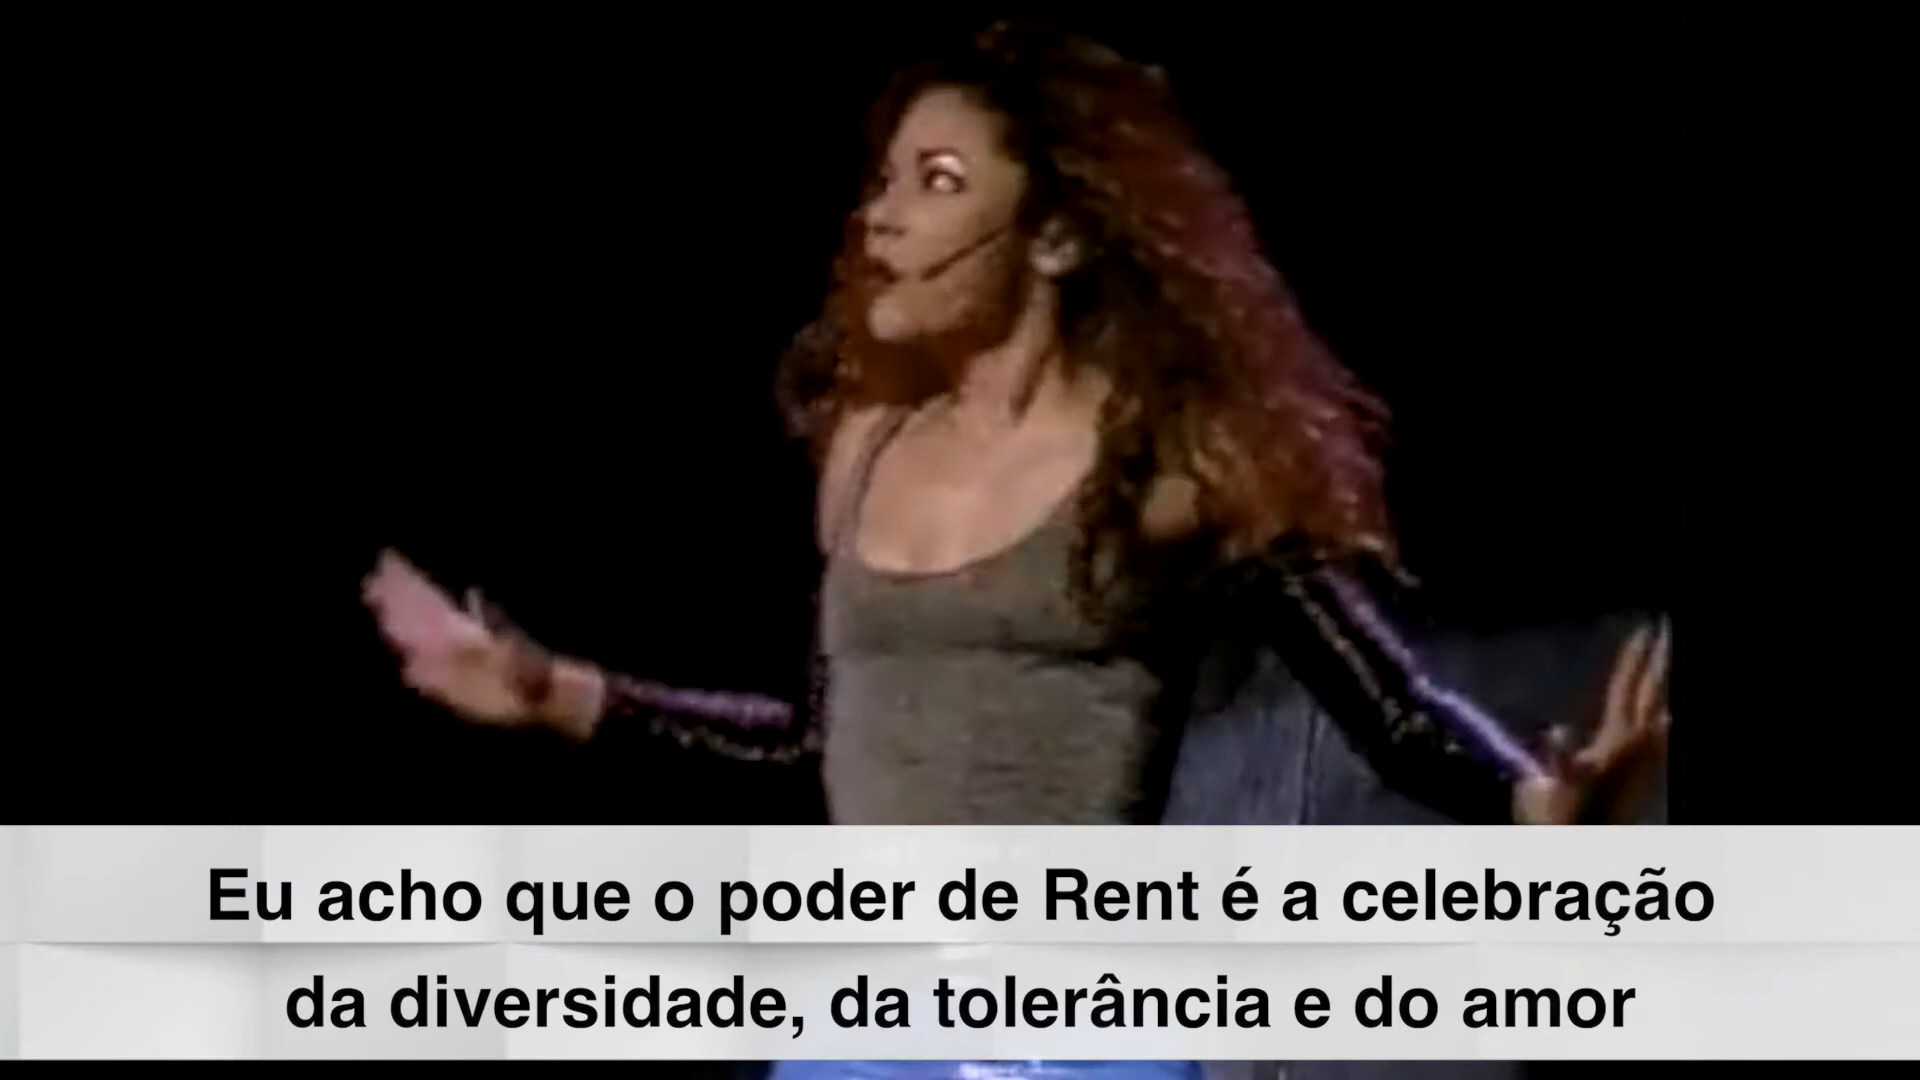 Eu acho que o poder de Rent é a celebração
da diversidade, da tolerância e do amor